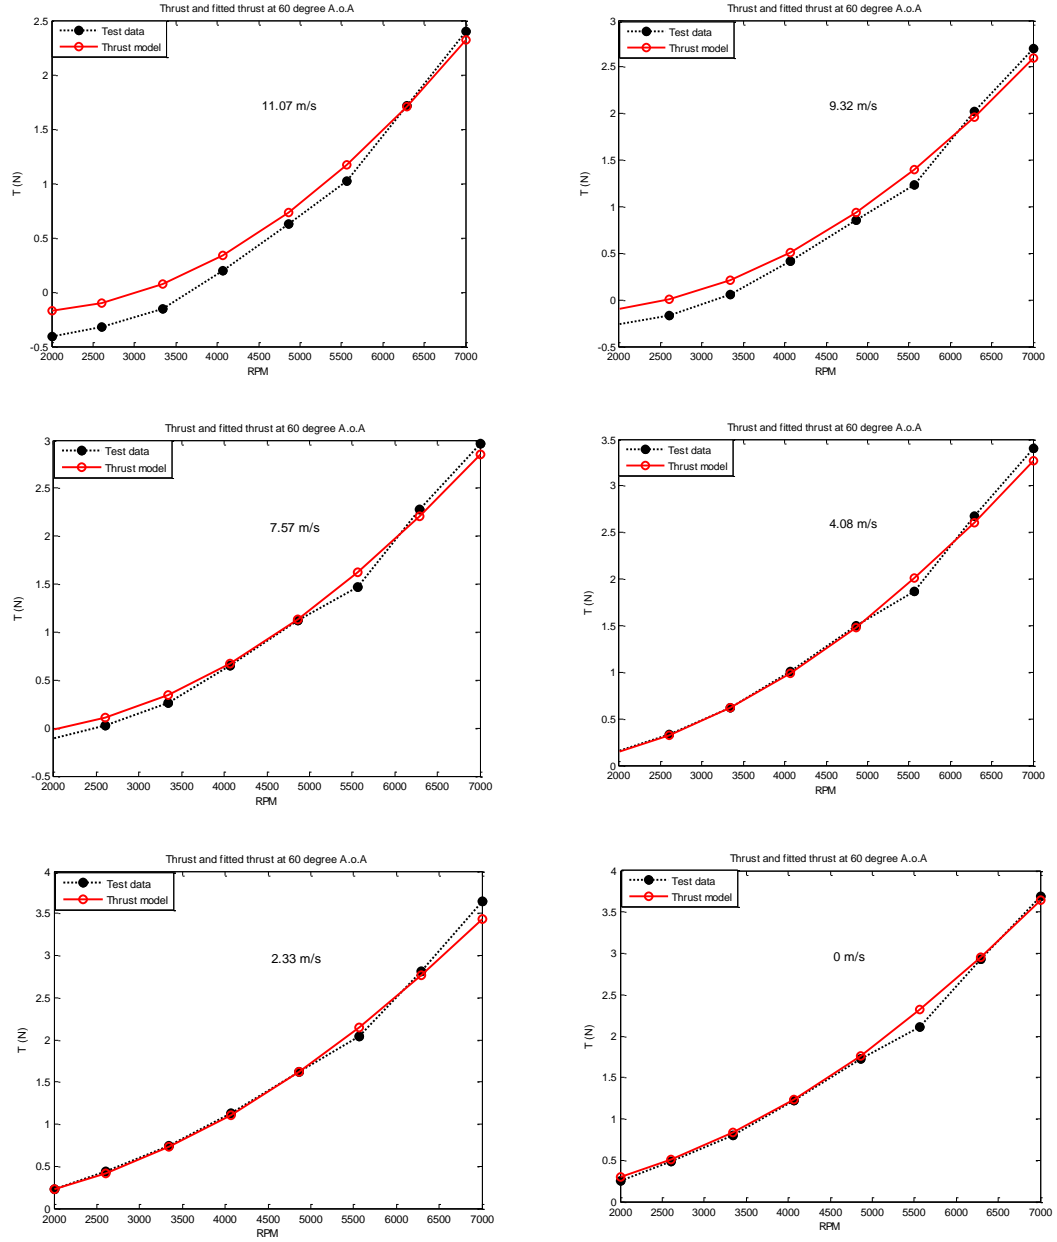 Thrust and fitted thrust at 60 degree A.o.A
2.5
2
1.5
1
0.5
0
-0.5
T (N)
Test data
Thrust model
11.07 m/s
2000 2500 3000 3500 4000 4500 5000 5500 6000 6500 7000
RPM
Thrust and fitted thrust at 60 degree A.o.A
3
2.5
2
1.5
1
0.5
0
-0.5
T (N)
Test data
Thrust model
9.32 m/s
2000 2500 3000 3500 4000 4500 5000 5500 6000 6500 7000
RPM
Thrust and fitted thrust at 60 degree A.o.A
3
2.5
2
1.5
1
0.5
0
-0.5
T (N)
Test data
Thrust model
7.57 m/s
2000 2500 3000 3500 4000 4500 5000 5500 6000 6500 7000
RPM
Thrust and fitted thrust at 60 degree A.o.A
3.5
3
2.5
2
1.5
1
0.5
0
T (N)
Test data
Thrust model
4.08 m/s
2000 2500 3000 3500 4000 4500 5000 5500 6000 6500 7000
RPM
Thrust and fitted thrust at 60 degree A.o.A
4
3.5
3
2.5
2
1.5
1
0.5
0
T (N)
Test data
Thrust model
2.33 m/s
2000 2500 3000 3500 4000 4500 5000 5500 6000 6500 7000
RPM
Thrust and fitted thrust at 60 degree A.o.A
4
3.5
3
2.5
2
1.5
1
0.5
0
T (N)
Test data
Thrust model
0 m/s
2000 2500 3000 3500 4000 4500 5000 5500 6000 6500 7000
RPM